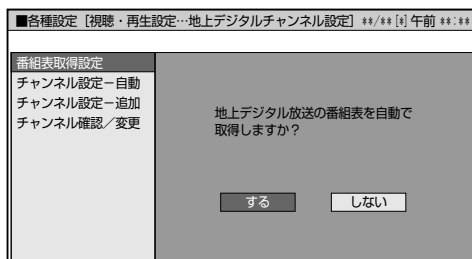 ■各種設定［視聴・再生設定…地上デジタルチャンネル設定］ **/** [*] 午前 **:**
番組表取得設定
チャンネル設定－自動
チャンネル設定－追加
チャンネル確認／変更
地上デジタル放送の番組表を自動で
取得しますか？
する しない